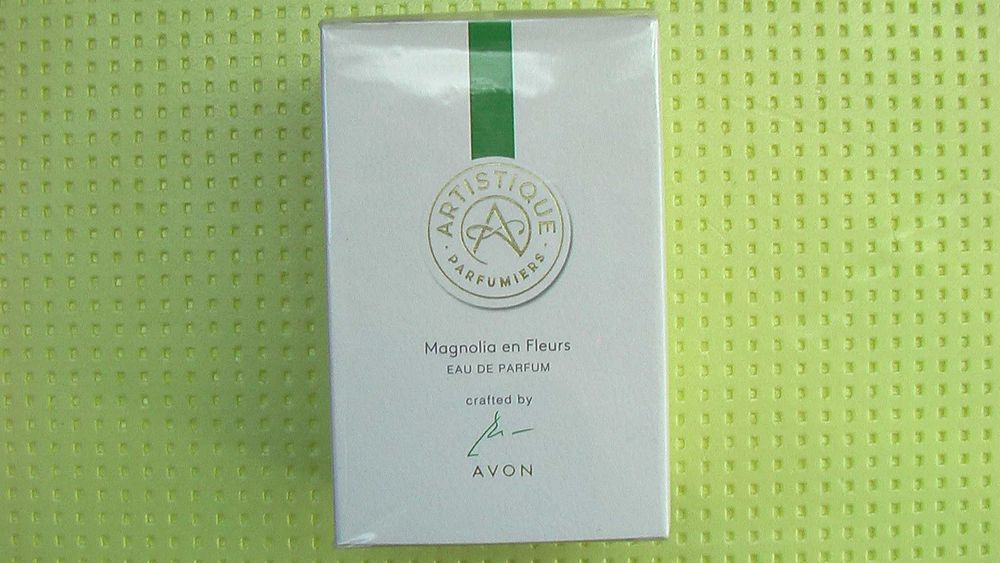 ARTISTIQUE
A
PARFUMIERS
Magnolia en Fleurs
EAU DE PARFUM
crafted by
AVON